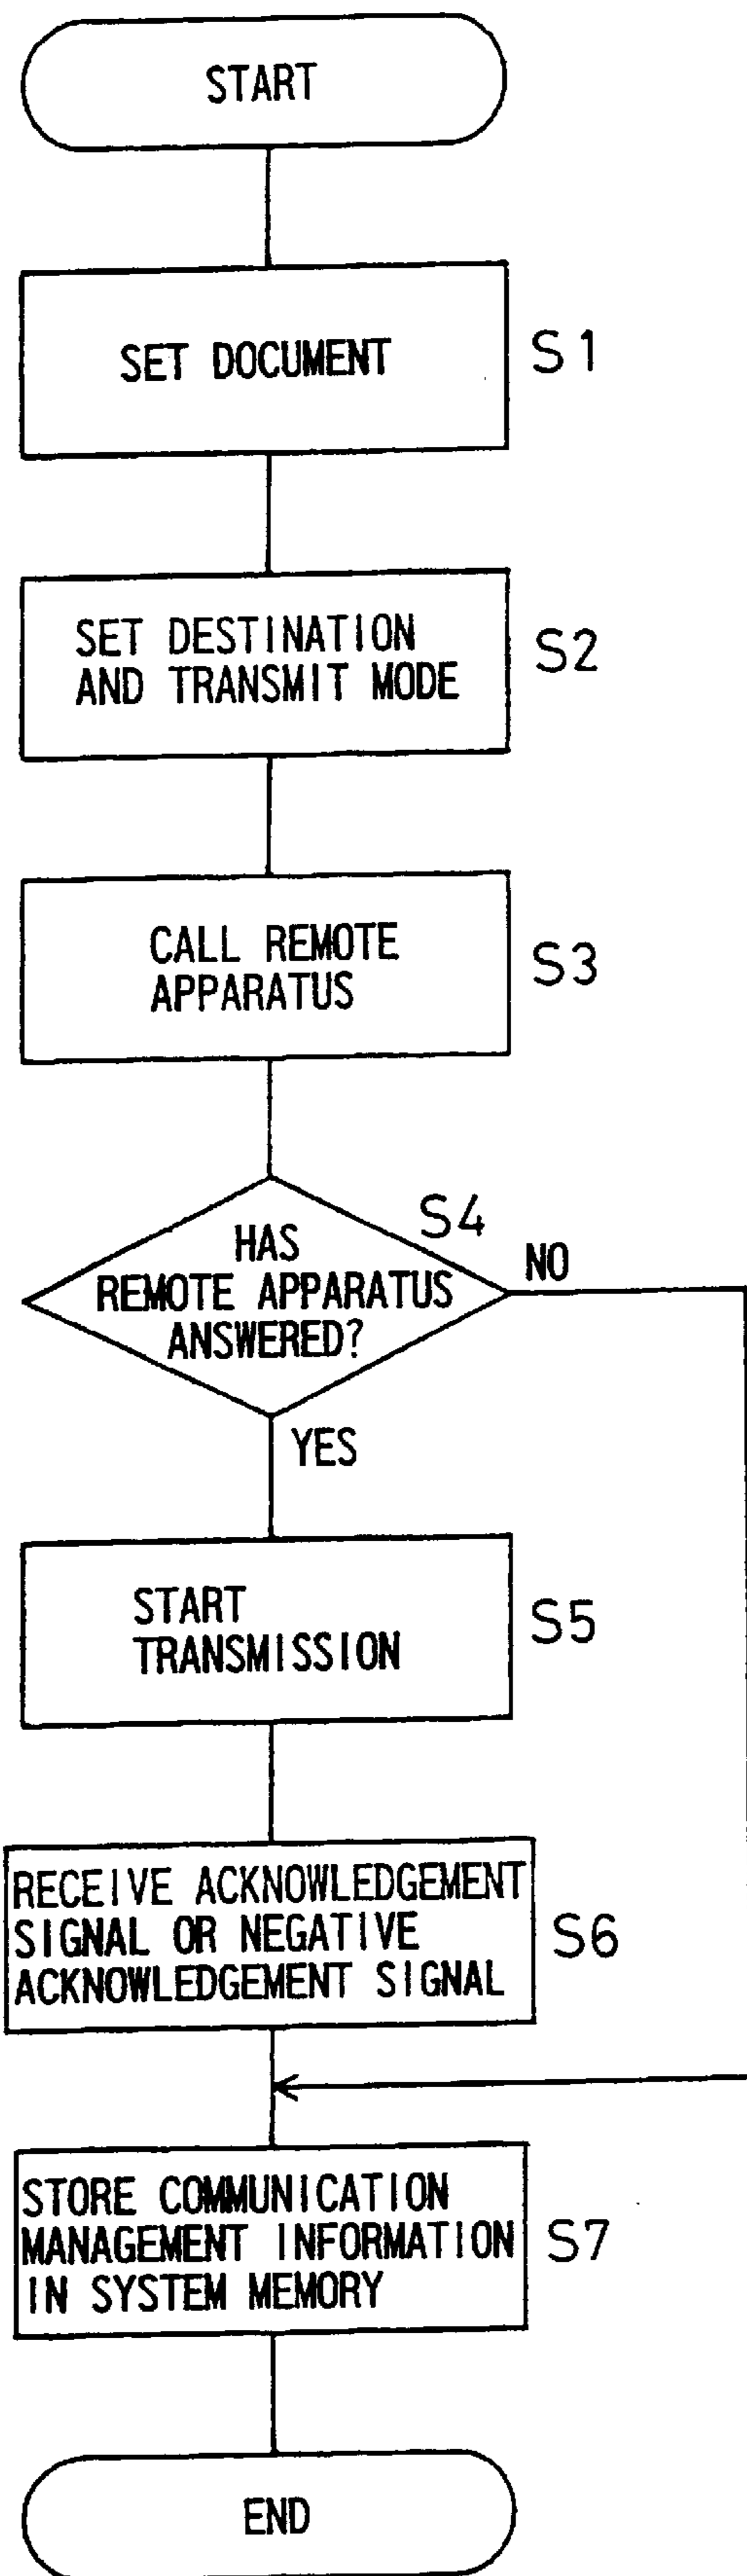 START
SET DOCUMENT
S1
SET DESTINATION
AND TRANSMIT MODE
S2
CALL REMOTE
APPARATUS
S3
S4
HAS
REMOTE APPARATUS
ANSWERED?
NO
YES
START
TRANSMISSION
S5
RECEIVE ACKNOWLEDGEMENT
SIGNAL OR NEGATIVE
ACKNOWLEDGEMENT SIGNAL
S6
STORE COMMUNICATION
MANAGEMENT INFORMATION
IN SYSTEM MEMORY
S7
END